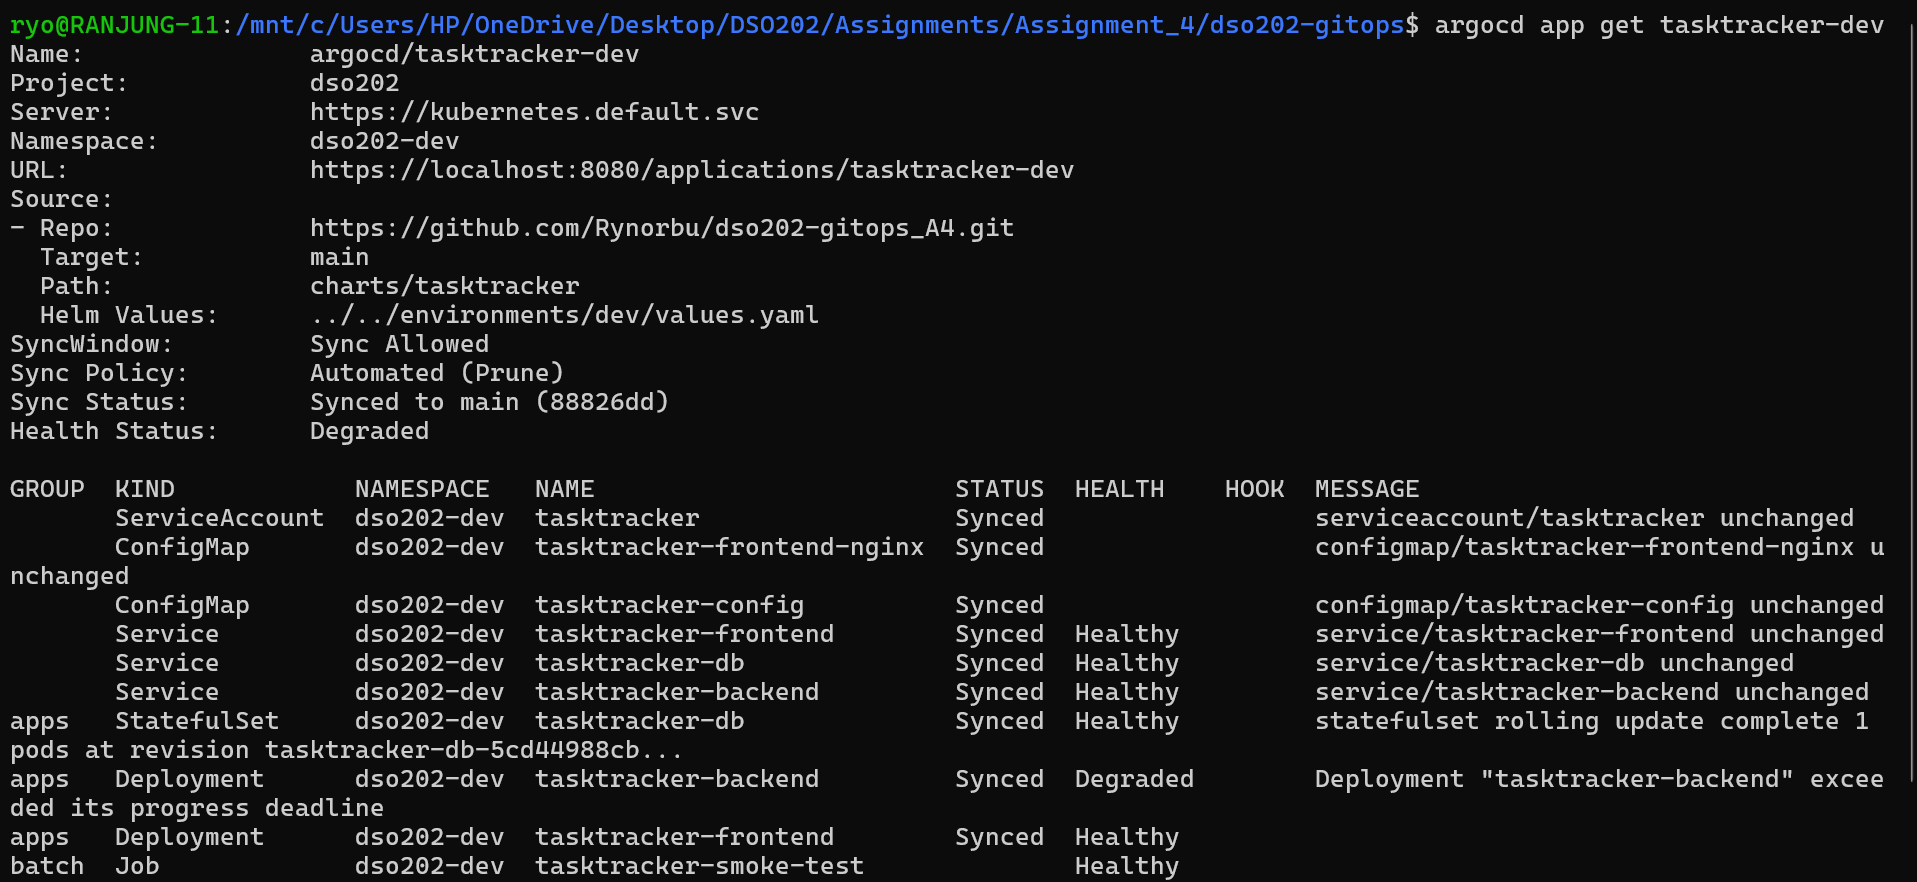 ryo@RANJUNG-11:/mnt/c/Users/HP/OneDrive/Desktop/DSO202/Assignments/Assignment_4/dso202-gitops$ argocd app get tasktracker-dev
Name:               argocd/tasktracker-dev
Project:            dso202
Server:             https://kubernetes.default.svc
Namespace:          dso202-dev
URL:                https://localhost:8080/applications/tasktracker-dev
Source:
- Repo:             https://github.com/Rynorbu/dso202-gitops_A4.git
  Target:           main
  Path:             charts/tasktracker
  Helm Values:      ../../environments/dev/values.yaml
SyncWindow:         Sync Allowed
Sync Policy:        Automated (Prune)
Sync Status:        Synced to main (88826dd)
Health Status:      Degraded

GROUP  KIND            NAMESPACE   NAME                        STATUS  HEALTH    HOOK  MESSAGE
       ServiceAccount  dso202-dev  tasktracker                 Synced                  serviceaccount/tasktracker unchanged
       ConfigMap       dso202-dev  tasktracker-frontend-nginx  Synced                  configmap/tasktracker-frontend-nginx u
nchanged
       ConfigMap       dso202-dev  tasktracker-config          Synced                  configmap/tasktracker-config unchanged
       Service         dso202-dev  tasktracker-frontend        Synced  Healthy         service/tasktracker-frontend unchanged
       Service         dso202-dev  tasktracker-db              Synced  Healthy         service/tasktracker-db unchanged
       Service         dso202-dev  tasktracker-backend         Synced  Healthy         service/tasktracker-backend unchanged
apps   StatefulSet     dso202-dev  tasktracker-db              Synced  Healthy         statefulset rolling update complete 1
pods at revision tasktracker-db-5cd44988cb...
apps   Deployment      dso202-dev  tasktracker-backend         Synced  Degraded        Deployment "tasktracker-backend" excee
ded its progress deadline
apps   Deployment      dso202-dev  tasktracker-frontend        Synced  Healthy
batch  Job             dso202-dev  tasktracker-smoke-test              Healthy